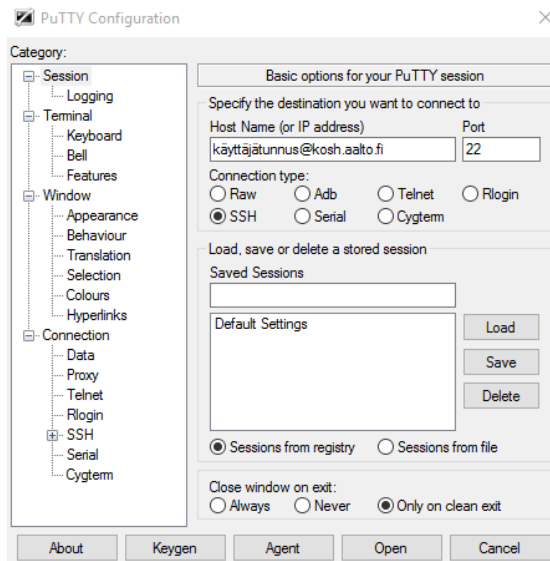 PuTTY Configuration
Category:
Session
Logging
Terminal
Keyboard
Bell
Features
Window
Appearance
Behaviour
Translation
Selection
Colours
Hyperlinks
Connection
Data
Proxy
Telnet
Rlogin
SSH
Serial
Cygterm
Basic options for your PuTTY session
Specify the destination you want to connect to
Host Name (or IP address) Port
käyttäjätunnus@kosh.aalto.fi 22
Connection type:
Raw Adb Telnet Rlogin
SSH Serial Cygterm
Load, save or delete a stored session
Saved Sessions
Default Settings
Load
Save
Delete
Sessions from registry Sessions from file
Close window on exit:
Always Never Only on clean exit
About Keygen Agent Open Cancel